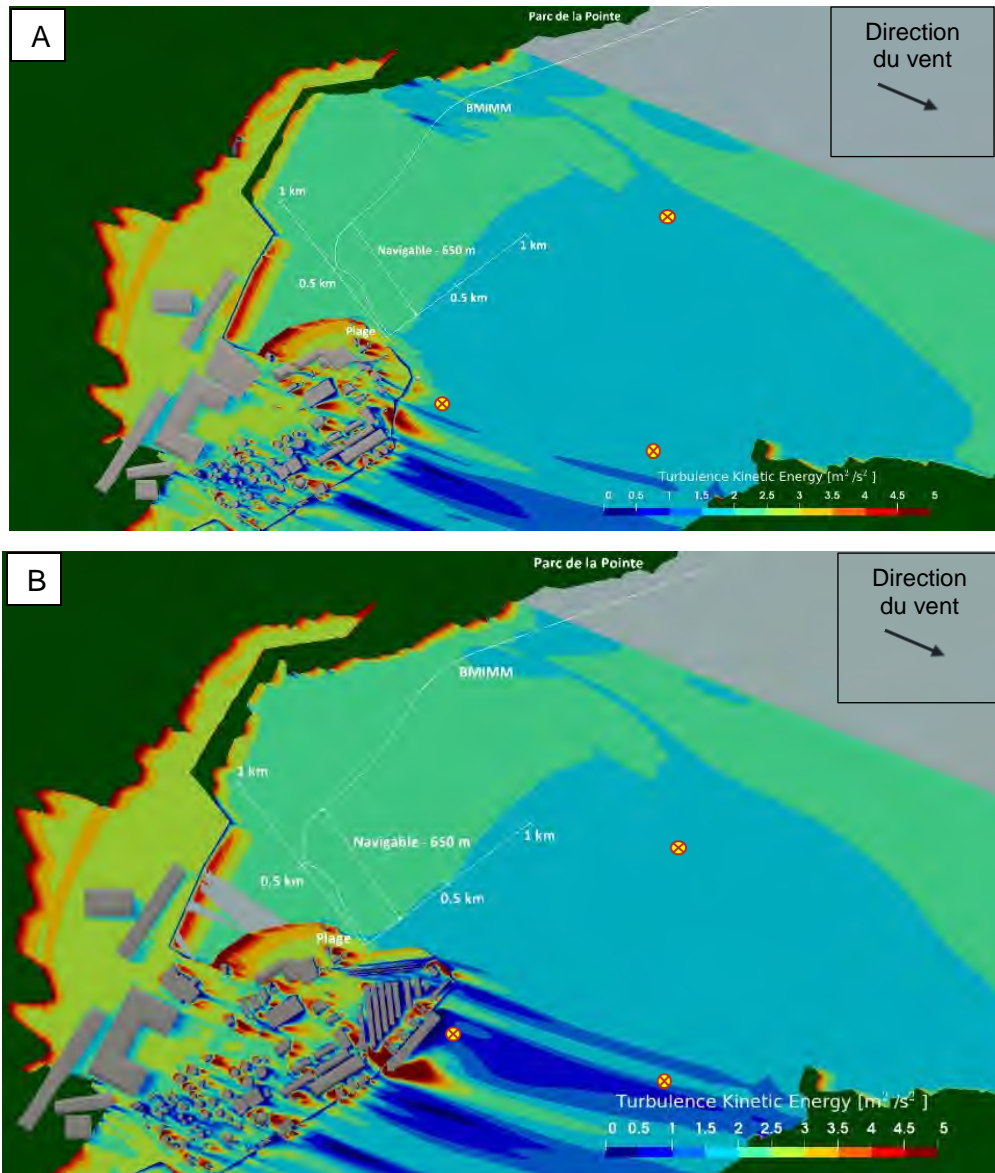 A
Parc de la Pointe
Direction
du vent
BMIMM
1 km
Navigable - 650 m
1 km
0.5 km
0.5 km
Plage
Turbulence Kinetic Energy [m²/s²]
0 0.5 1 1.5 2 2.5 3 3.5 4 4.5 5
B
Parc de la Pointe
Direction
du vent
BMIMM
1 km
Navigable - 650 m
1 km
0.5 km
0.5 km
Plage
Turbulence Kinetic Energy [m²/s²]
0 0.5 1 1.5 2 2.5 3 3.5 4 4.5 5